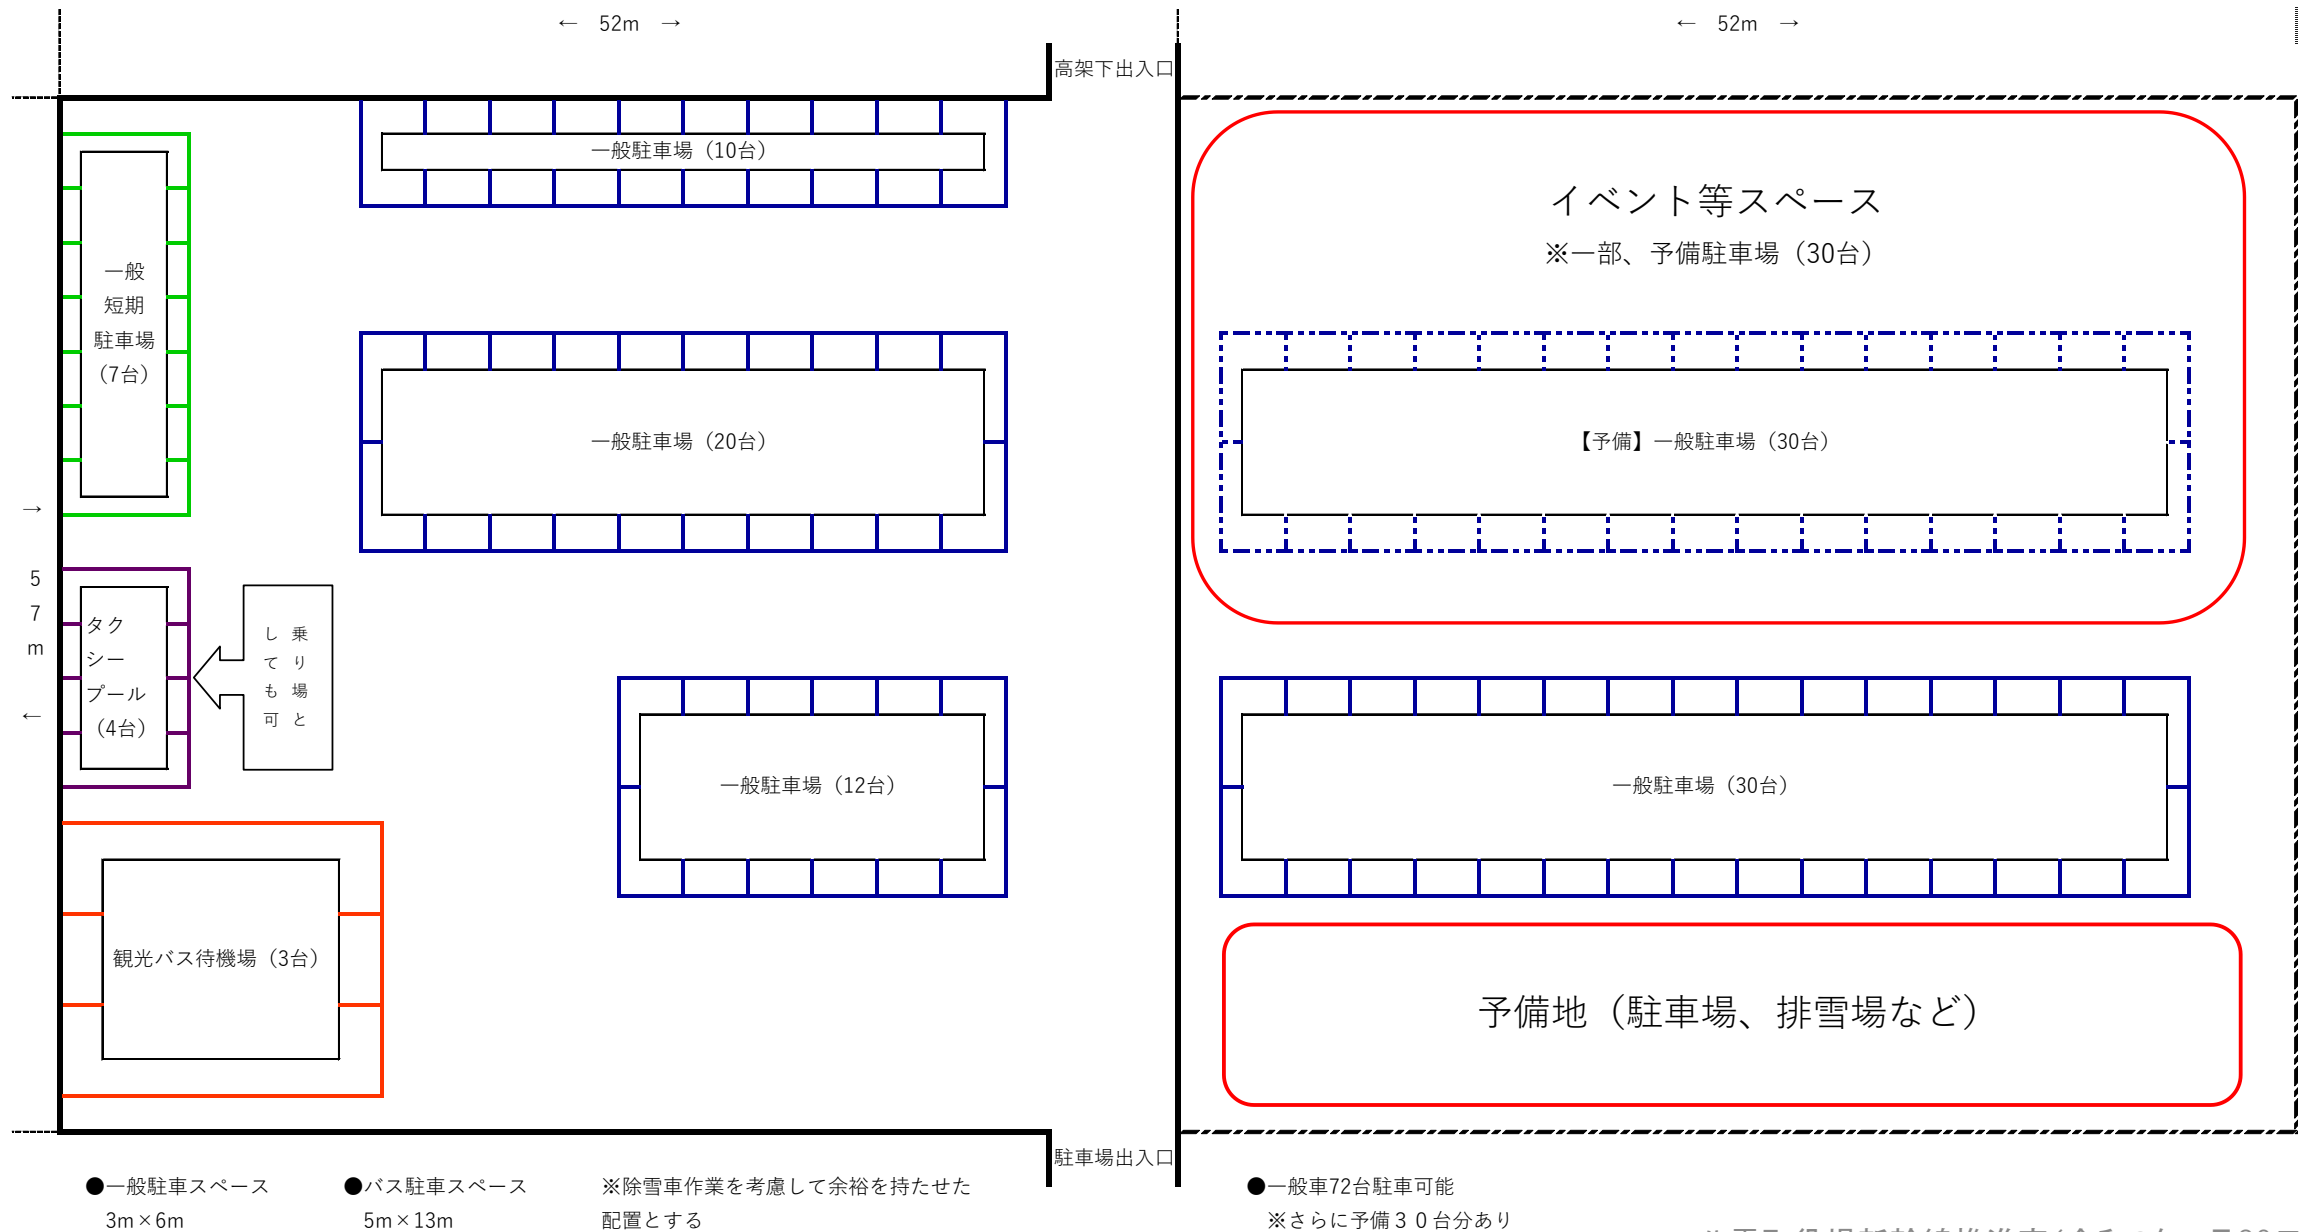 ← 52m →
← 52m →
高架下出入口
一般駐車場（10台）
イベント等スペース
※一部、予備駐車場（30台）
一般
短期
駐車場
（7台）
一般駐車場（20台）
【予備】一般駐車場（30台）
→
57m
←
タク
シー
プール
（4台）
乗り場と
しても可
一般駐車場（12台）
一般駐車場（30台）
観光バス待機場（3台）
予備地（駐車場、排雪場など）
駐車場出入口
●一般駐車スペース
3m×6m
●バス駐車スペース
5m×13m
※除雪車作業を考慮して余裕を持たせた
配置とする
●一般車72台駐車可能
※さらに予備３０台分あり